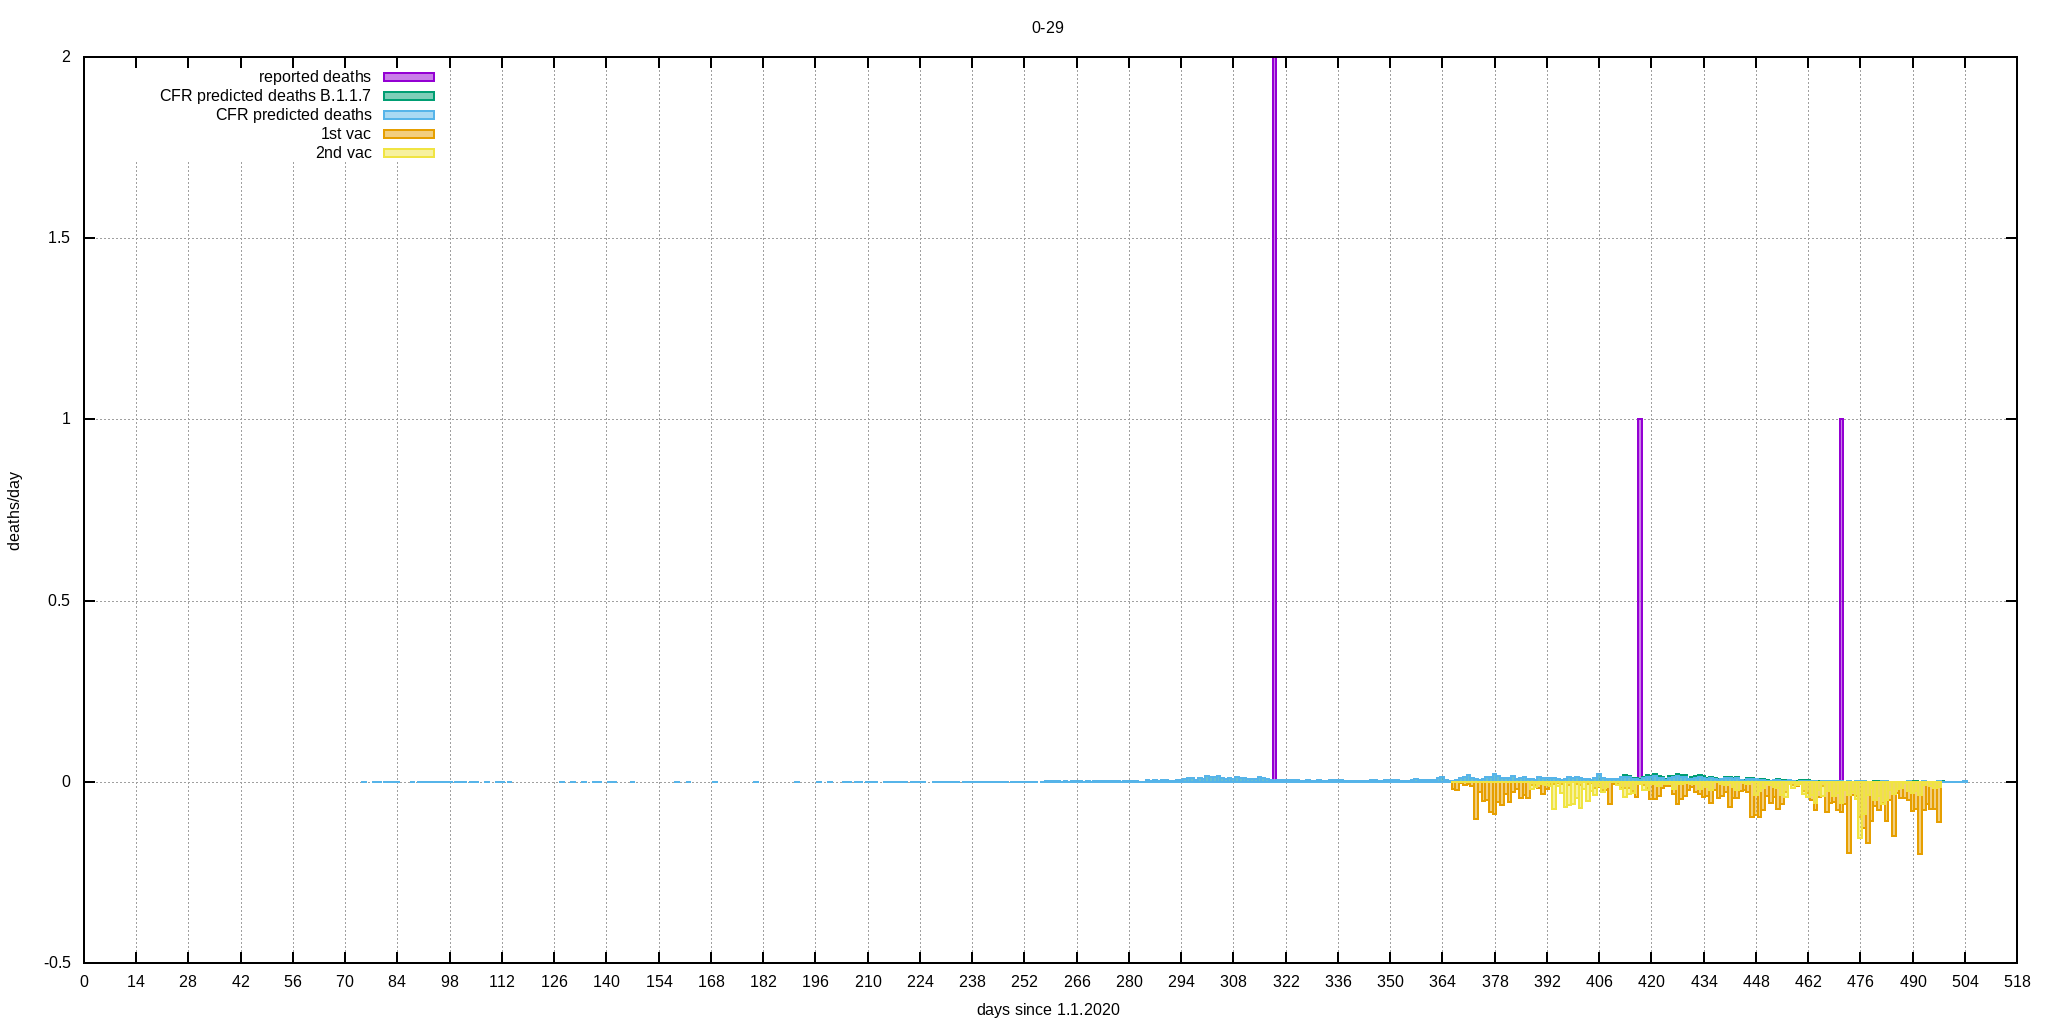 0-29
2
1.5
1
0.5
0
-0.5
deaths/day
reported deaths
CFR predicted deaths B.1.1.7
CFR predicted deaths
1st vac
2nd vac
0 14 28 42 56 70 84 98 112 126 140 154 168 182 196 210 224 238 252 266 280 294 308 322 336 350 364 378 392 406 420 434 448 462 476 490 504 518
days since 1.1.2020